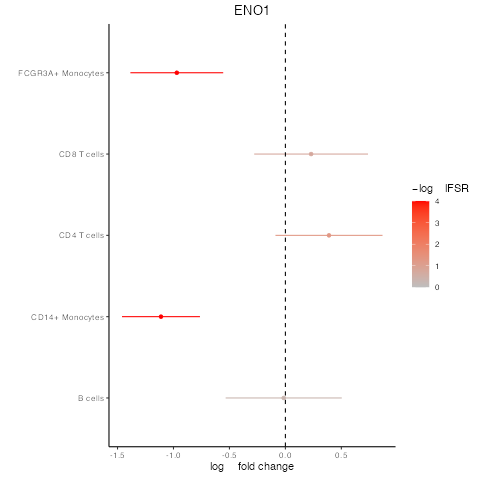 ENO1
FCGR3A+ Monocytes
CD8 T cells
CD4 T cells
CD14+ Monocytes
B cells
-1.5 -1.0 -0.5 0.0 0.5
log fold change
−log lFSR
4
3
2
1
0